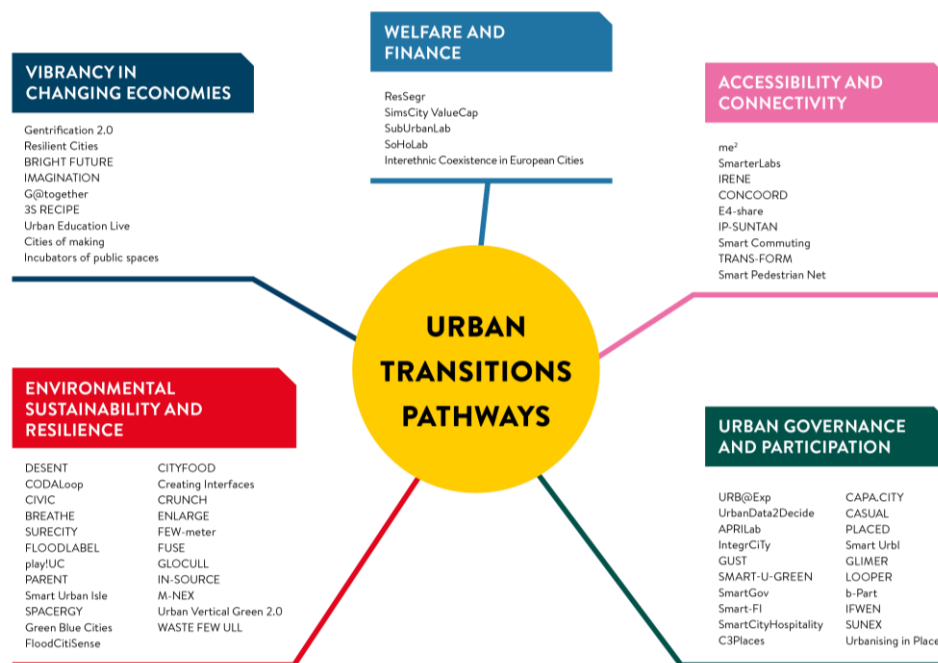 WELFARE AND
FINANCE
ResSegr
SimsCity ValueCap
SubUrbanLab
SoHoLab
Interethnic Coexistence in European Cities
VIBRANCY IN
CHANGING ECONOMIES
Gentrification 2.0
Resilient Cities
BRIGHT FUTURE
IMAGINATION
G@together
3S RECIPE
Urban Education Live
Cities of making
Incubators of public spaces
ACCESSIBILITY AND
CONNECTIVITY
me²
SmarterLabs
IRENE
CONCOORD
E4-share
IP-SUNTAN
Smart Commuting
TRANS-FORM
Smart Pedestrian Net
URBAN
TRANSITIONS
PATHWAYS
ENVIRONMENTAL
SUSTAINABILITY AND
RESILIENCE
DESENT
CODALoop
CIVIC
BREATHE
SURECITY
FLOODLABEL
play!UC
PARENT
Smart Urban Isle
SPACERGY
Green Blue Cities
FloodCitiSense
CITYFOOD
Creating Interfaces
CRUNCH
ENLARGE
FEW-meter
FUSE
GLOCULL
IN-SOURCE
M-NEX
Urban Vertical Green 2.0
WASTE FEW ULL
URBAN GOVERNANCE
AND PARTICIPATION
URB@Exp
UrbanData2Decide
APRILab
IntegrCiTy
GUST
SMART-U-GREEN
SmartGov
Smart-FI
SmartCityHospitality
C3Places
CAPA.CITY
CASUAL
PLACED
Smart UrbI
GLIMER
LOOPER
b-Part
IFWEN
SUNEX
Urbanising in Place